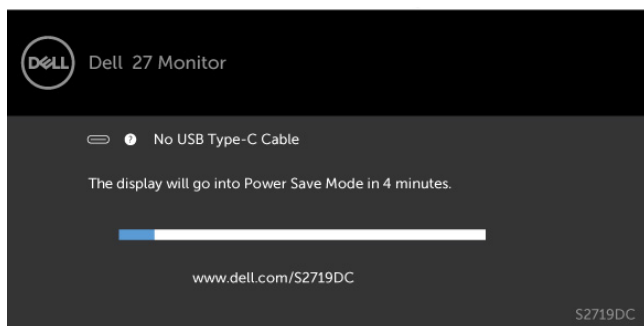 DELL
Dell 27 Monitor
? No USB Type-C Cable
The display will go into Power Save Mode in 4 minutes.
www.dell.com/S2719DC
S2719DC